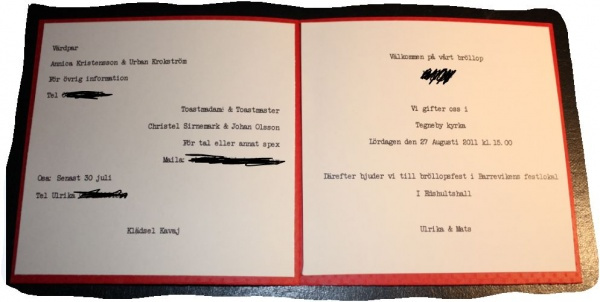 Värdpar
Annica Kristensson & Urban Krokström
För övrig information
Tel
Toastmadame & Toastmaster
Christel Sirnemark & Johan Olsson
För tal eller annat spex
Maila:
Osa: Senast 30 juli
Tel Ulrika
Klädsel Kavaj
Välkommen på vårt bröllop
Vi gifter oss i
Tegneby kyrka
Lördagen den 27 Augusti 2011 kl.15.00
Därefter bjuder vi till bröllopsfest i Barrevikens festlokal
I Röshultshall
Ulrika & Mats